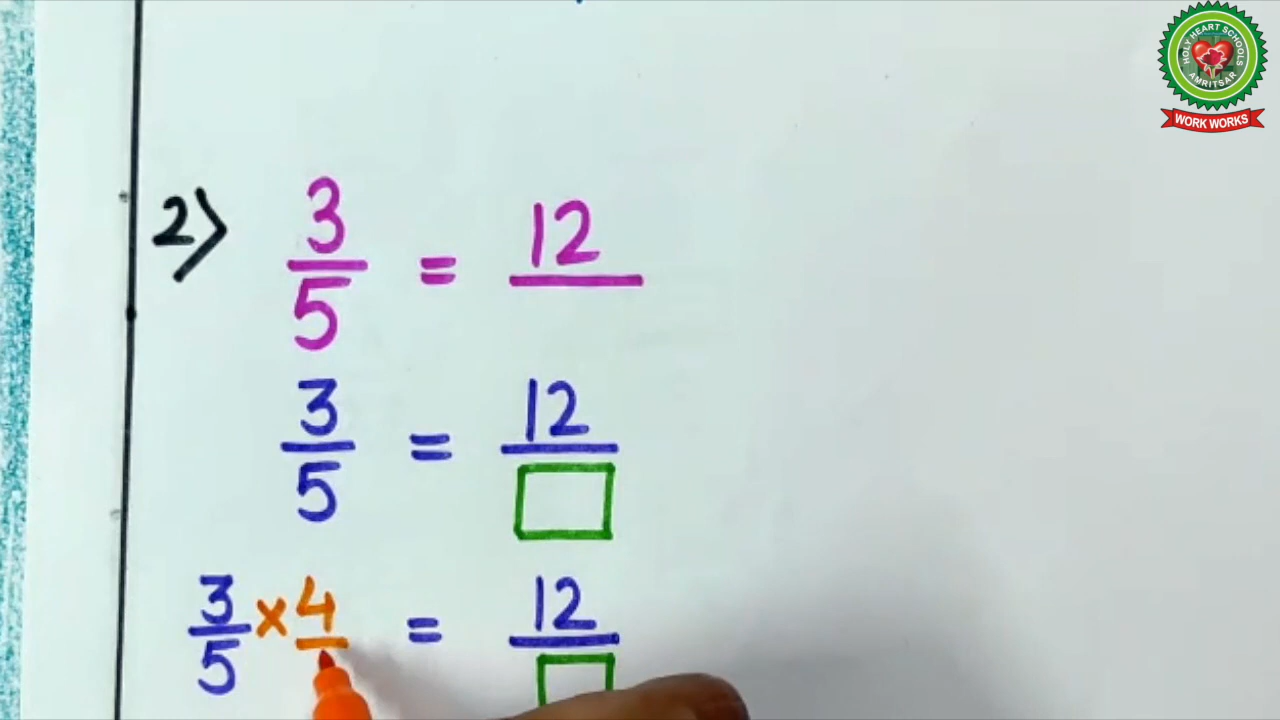 HOLY HEART SCHOOLS
AMRITSAR
WORK WORKS
2) 3/5 = 12/
3/5 = 12/□
3/5 × 4/ = 12/□